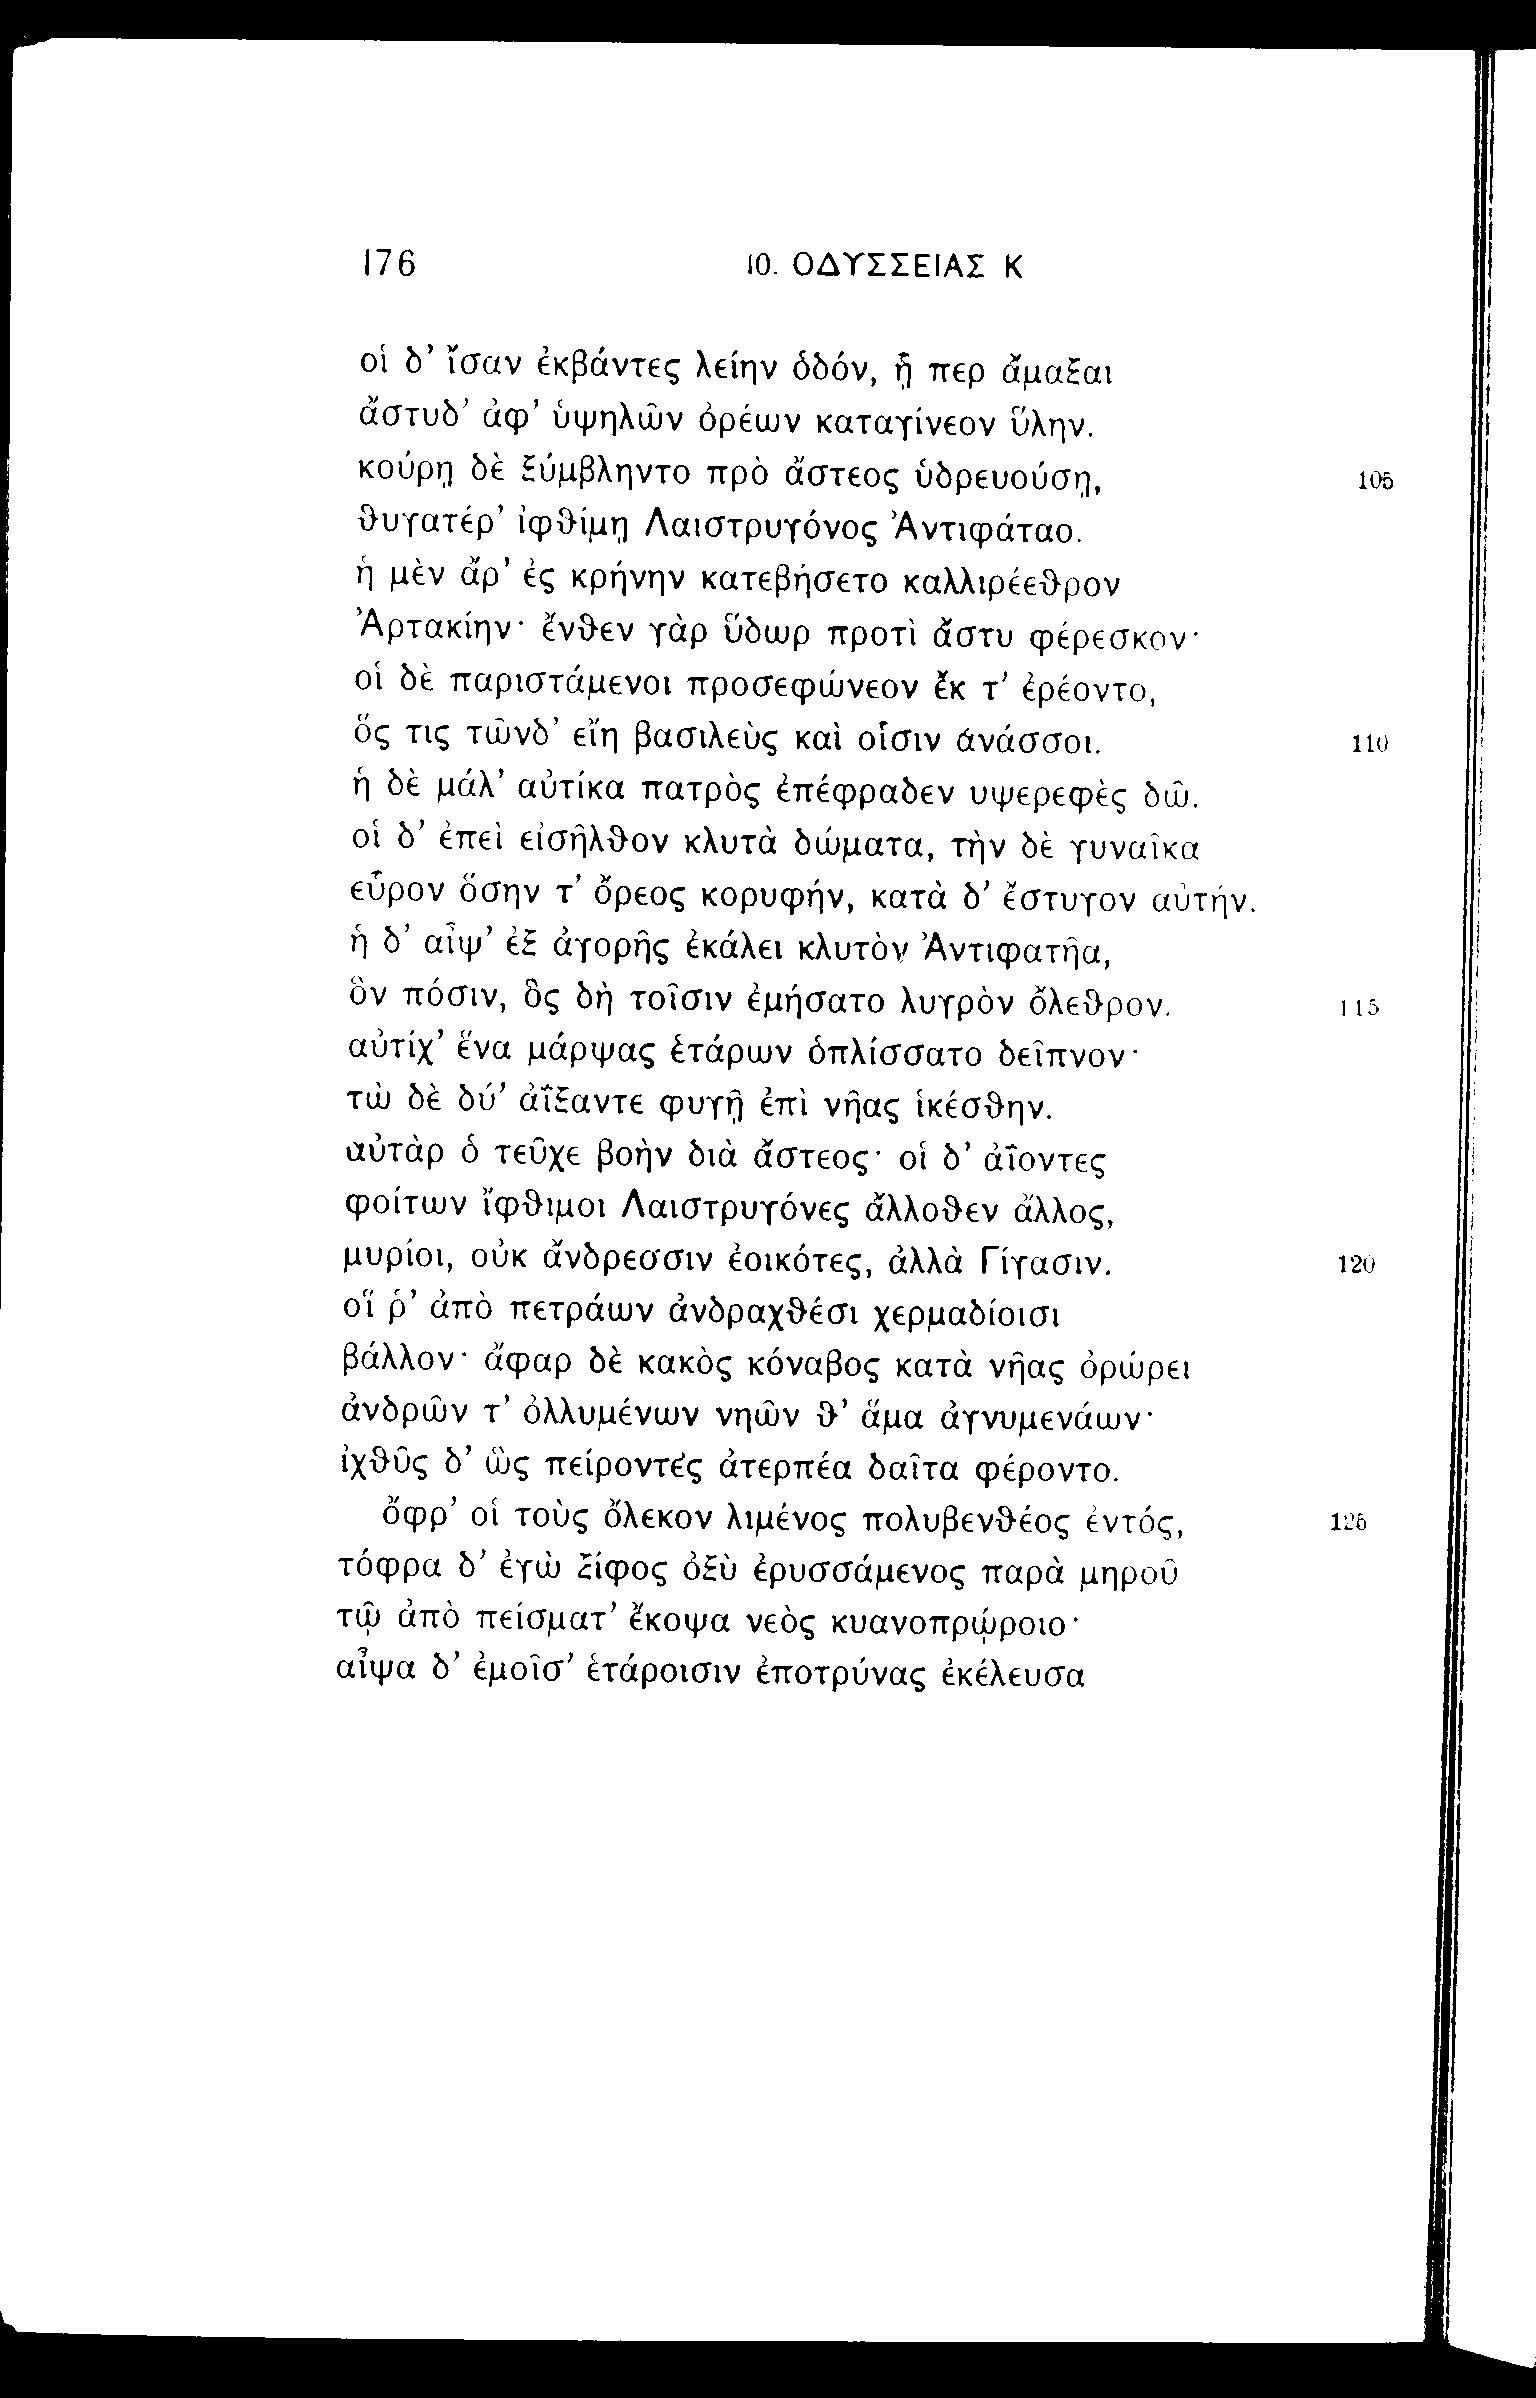 176
10. ΟΔΥΣΣΕΙΑΣ Κ
οἱ δ’ ἴσαν ἐκβάντες λείην ὁδόν, ᾗ περ ἄμαξαι
ἄστυδ’ ἀφ’ ὑψηλῶν ὀρέων καταγίνεον ὕλην.
κούρῃ δὲ ξύμβληντο πρὸ ἄστεος ὑδρευούσῃ,
105
θυγατέρ’ ἰφθίμῃ Λαιστρυγόνος Ἀντιφάταο.
ἡ μὲν ἄρ’ ἐς κρήνην κατεβήσετο καλλιρέεθρον
Ἀρτακίην· ἔνθεν γὰρ ὕδωρ προτὶ ἄστυ φέρεσκον·
οἱ δὲ παριστάμενοι προσεφώνεον ἔκ τ’ ἐρέοντο,
ὅς τις τῶνδ’ εἴη βασιλεὺς καὶ οἷσιν ἀνάσσοι.
110
ἡ δὲ μάλ’ αὐτίκα πατρὸς ἐπέφραδεν υψερεφὲς δῶ.
οἱ δ’ ἐπεὶ εἰσῆλθον κλυτὰ δώματα, τὴν δὲ γυναῖκα
εὗρον ὅσην τ’ ὄρεος κορυφήν, κατὰ δ’ ἔστυγον αὐτήν.
ἡ δ’ αἶψ’ ἐξ ἀγορῆς ἐκάλει κλυτὸν Ἀντιφατῆα,
ὃν πόσιν, ὃς δὴ τοῖσιν ἐμήσατο λυγρὸν ὄλεθρον.
115
αὐτίχ’ ἕνα μάρψας ἑτάρων ὁπλίσσατο δεῖπνον·
τὼ δὲ δύ’ ἀΐξαντε φυγῇ ἐπὶ νῆας ἱκέσθην.
αὐτὰρ ὁ τεῦχε βοὴν διὰ ἄστεος· οἱ δ’ ἀΐοντες
φοίτων ἴφθιμοι Λαιστρυγόνες ἄλλοθεν ἄλλος,
μυρίοι, οὐκ ἄνδρεσσιν ἐοικότες, ἀλλὰ Γίγασιν.
120
οἵ ῥ’ ἀπὸ πετράων ἀνδραχθέσι χερμαδίοισι
βάλλον· ἄφαρ δὲ κακὸς κόναβος κατὰ νῆας ὀρώρει
ἀνδρῶν τ’ ὀλλυμένων νηῶν θ’ ἅμα ἀγνυμενάων·
ἰχθῦς δ’ ὣς πείροντες ἀτερπέα δαῖτα φέροντο.
ὄφρ’ οἱ τοὺς ὄλεκον λιμένος πολυβενθέος ἐντός,
125
τόφρα δ’ ἐγὼ ξίφος ὀξὺ ἐρυσσάμενος παρὰ μηροῦ
τῷ ἀπὸ πείσματ’ ἔκοψα νεὸς κυανοπρῴροιο·
αἶψα δ’ ἐμοῖσ’ ἑτάροισιν ἐποτρύνας ἐκέλευσα